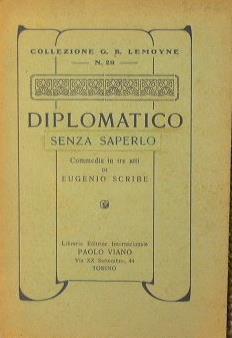 COLLEZIONE G. B. LEMOYNE
N. 29
DIPLOMATICO
SENZA SAPERLO
Commedia in tre atti
DI
EUGENIO SCRIBE
Libreria Editrice Internazionale
PAOLO VIANO
Via XX Settembre, 44
TORINO